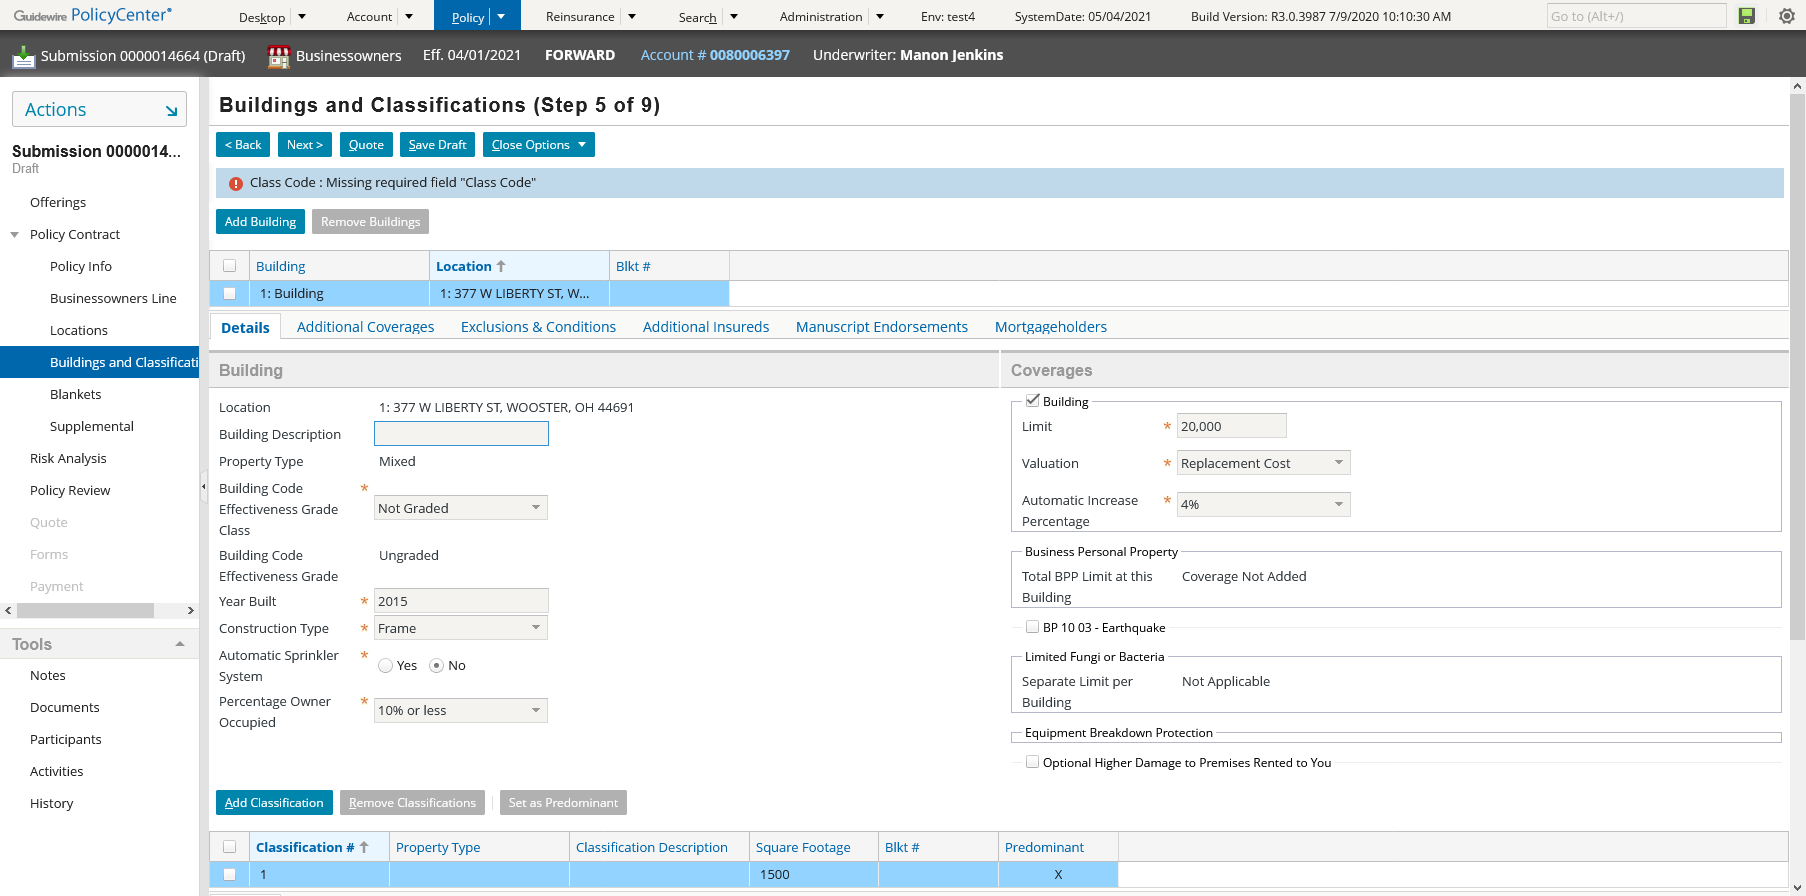 Guidewire PolicyCenter®
Desktop
Account
Policy
Reinsurance
Search
Administration
Env: test4
SystemDate: 05/04/2021
Build Version: R3.0.3987 7/9/2020 10:10:30 AM
Go to (Alt+/)
Submission 0000014664 (Draft)
Businessowners
Eff. 04/01/2021
FORWARD
Account # 0080006397
Underwriter: Manon Jenkins
Actions
Submission 0000014...
Draft
Offerings
Policy Contract
Policy Info
Businessowners Line
Locations
Buildings and Classificati
Blankets
Supplemental
Risk Analysis
Policy Review
Quote
Forms
Payment
Tools
Notes
Documents
Participants
Activities
History
Buildings and Classifications (Step 5 of 9)
< Back
Next >
Quote
Save Draft
Close Options
Class Code : Missing required field "Class Code"
Add Building
Remove Buildings
Building
Location
Blkt #
1: Building
1: 377 W LIBERTY ST, W...
Details
Additional Coverages
Exclusions & Conditions
Additional Insureds
Manuscript Endorsements
Mortgageholders
Building
Location
1: 377 W LIBERTY ST, WOOSTER, OH 44691
Building Description
Property Type
Mixed
Building Code
Effectiveness Grade
Class
*
Not Graded
Building Code
Effectiveness Grade
Ungraded
Year Built
*
2015
Construction Type
*
Frame
Automatic Sprinkler
System
*
Yes
No
Percentage Owner
Occupied
*
10% or less
Coverages
Building
Limit
*
20,000
Valuation
*
Replacement Cost
Automatic Increase
Percentage
*
4%
Business Personal Property
Total BPP Limit at this
Building
Coverage Not Added
BP 10 03 - Earthquake
Limited Fungi or Bacteria
Separate Limit per
Building
Not Applicable
Equipment Breakdown Protection
Optional Higher Damage to Premises Rented to You
Add Classification
Remove Classifications
Set as Predominant
Classification #
Property Type
Classification Description
Square Footage
Blkt #
Predominant
1
1500
X